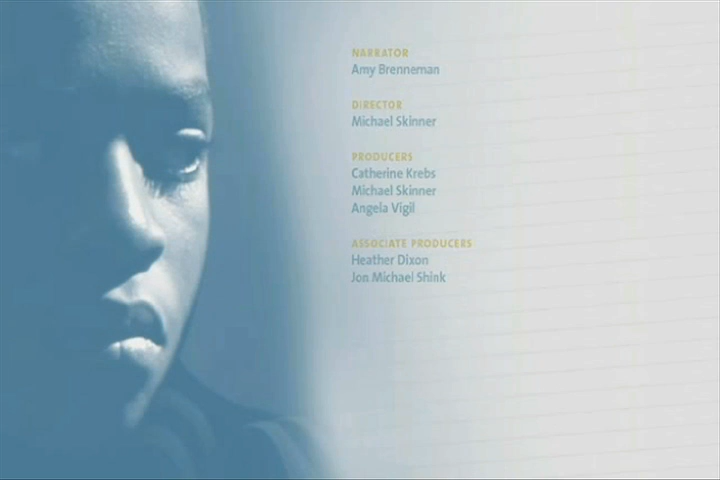 NARRATOR
Amy Brenneman
DIRECTOR
Michael Skinner
PRODUCERS
Catherine Krebs
Michael Skinner
Angela Vigil
ASSOCIATE PRODUCERS
Heather Dixon
Jon Michael Shink